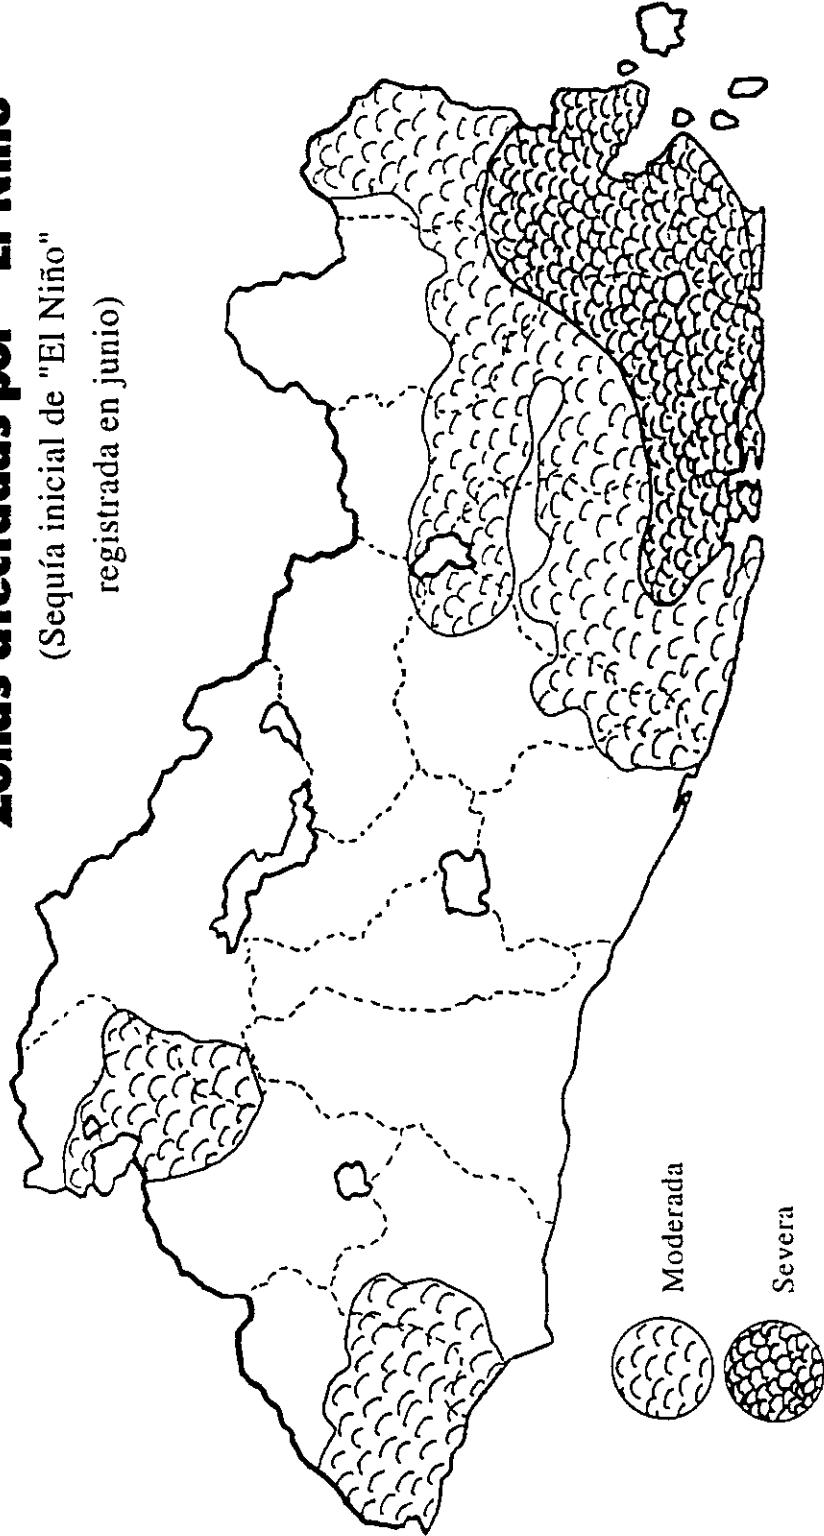 Zonas afectadas por "El Niño"
(Sequía inicial de "El Niño"
registrada en junio)
Moderada
Severa